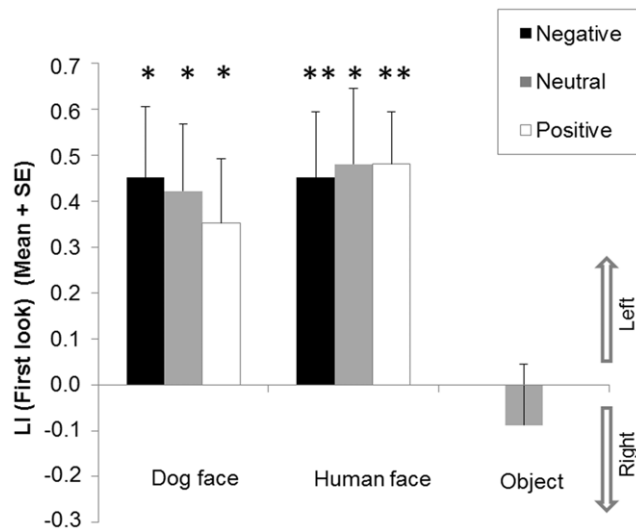 Negative
Neutral
Positive
LI (First look) (Mean + SE)
0.7
0.6
0.5
0.4
0.3
0.2
0.1
0.0
-0.1
-0.2
-0.3
* * * ** * **
Left
Right
Dog face Human face Object